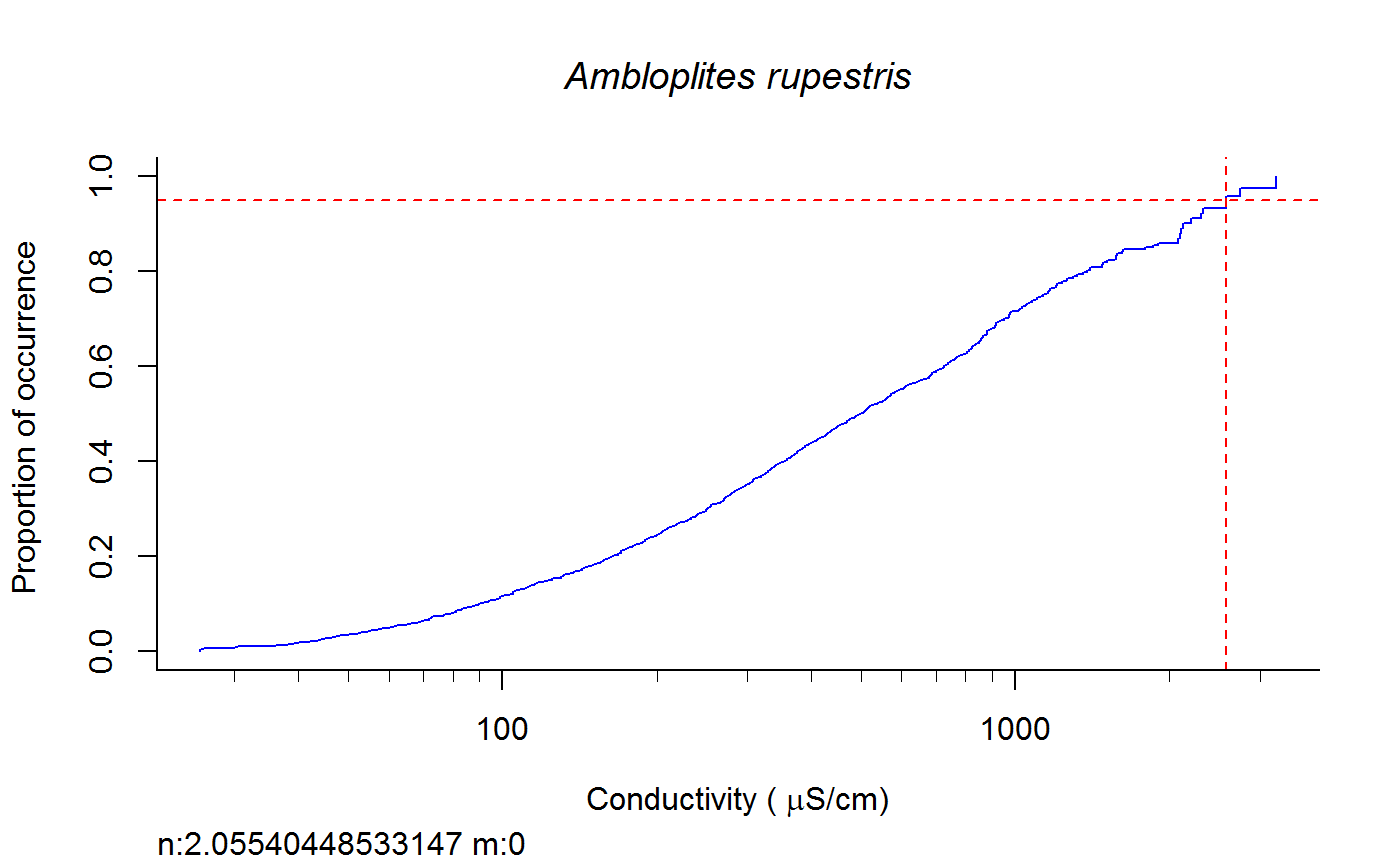 Ambloplites rupestris
Proportion of occurrence
1.0
0.8
0.6
0.4
0.2
0.0
100 1000
Conductivity ( μS/cm)
n:2.05540448533147 m:0